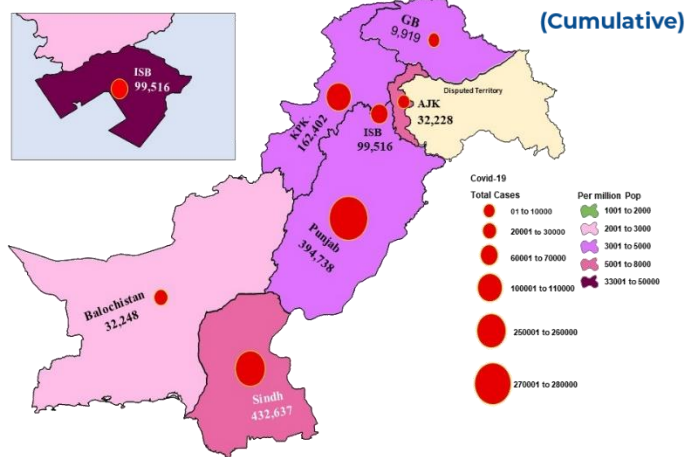 (Cumulative)
GB
9,919
ISB
99,516
Disputed Territory
AJK
32,228
KPK.
162,402
ISB
99,516
Punjab
394,738
Balochistan
32,248
Sindh
432,637
Covid-19
Total Cases
01 to 10000
20001 to 30000
60001 to 70000
100001 to 110000
250001 to 260000
270001 to 280000
Per million Pop
1001 to 2000
2001 to 3000
3001 to 5000
5001 to 8000
33001 to 50000